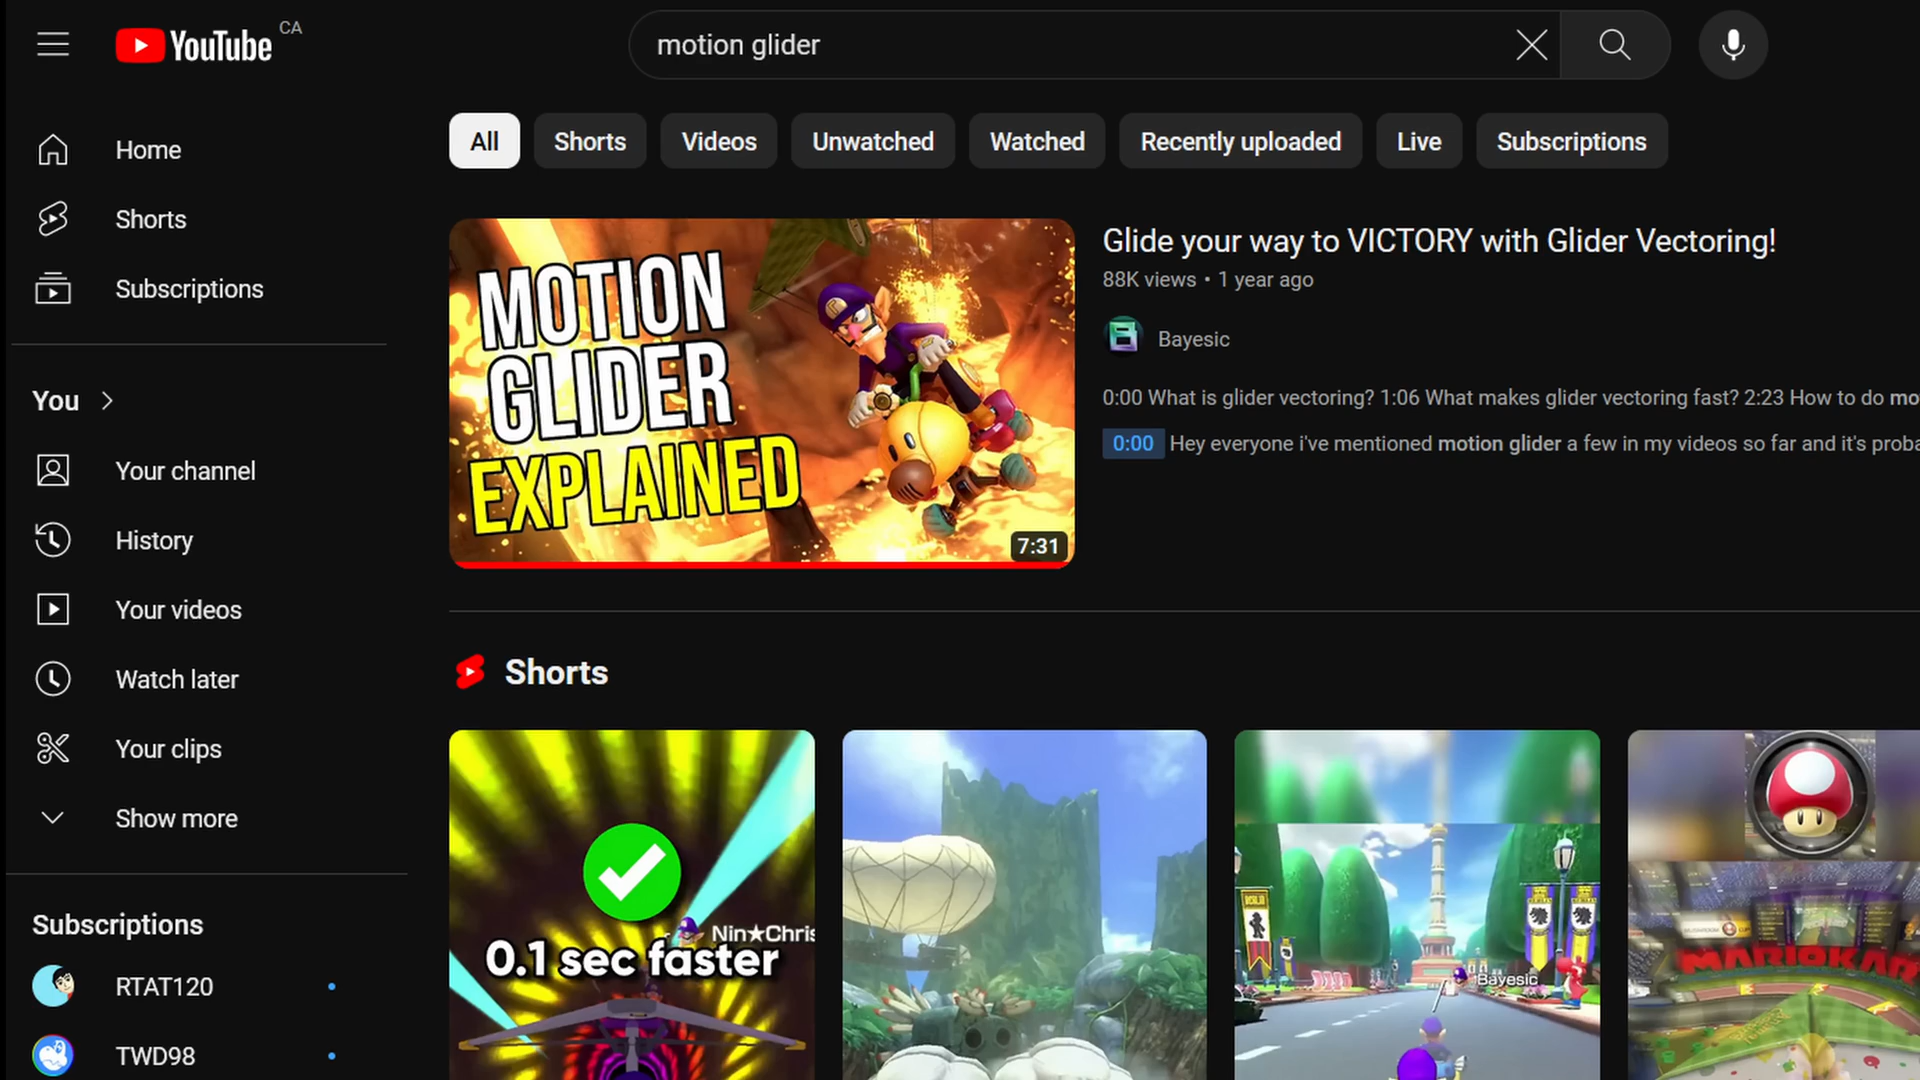 YouTube CA
motion glider
All Shorts Videos Unwatched Watched Recently uploaded Live Subscriptions
Home
Shorts
Subscriptions
You
Your channel
History
Your videos
Watch later
Your clips
Show more
Subscriptions
RTAT120
TWD98
MOTION
GLIDER
EXPLAINED
7:31
Glide your way to VICTORY with Glider Vectoring!
88K views • 1 year ago
Bayesic
0:00 What is glider vectoring? 1:06 What makes glider vectoring fast? 2:23 How to do
0:00 Hey everyone i've mentioned motion glider a few in my videos so far and it's
Shorts
Nin★Chris
0.1 sec faster
Bayesic
MARIO KAR